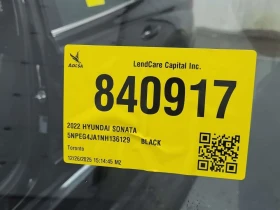 LendCare Capital Inc.
840917
2022 HYUNDAI SONATA
5NPEG4JA1NH136129 BLACK
Toronto